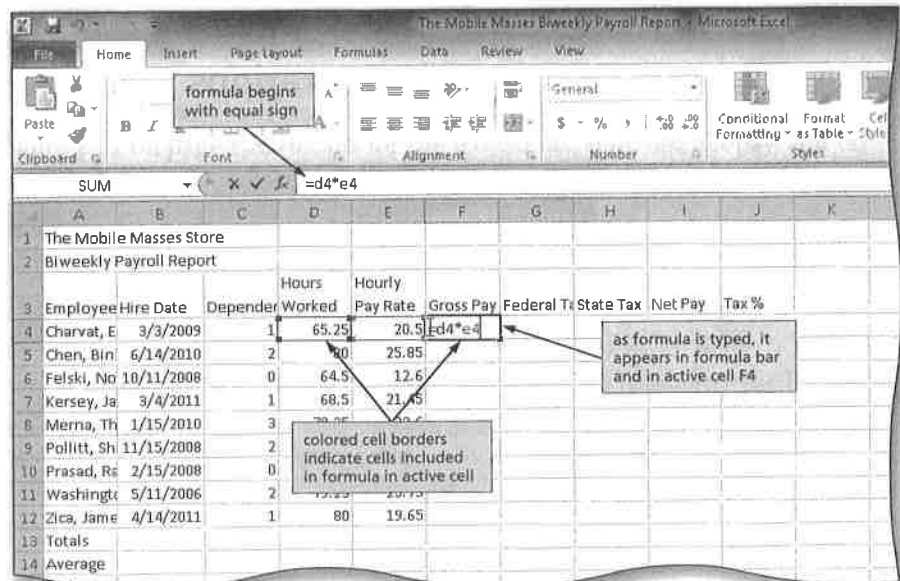 The Mobile Masses Biweekly Payroll Report - Microsoft Excel
File Home Insert Page Layout Formulas Data Review View
formula begins
with equal sign
General
Paste
B I
$ - % ,
Conditional Format Cel
Formatting as Table Style
Clipboard Font Alignment Number Styles
SUM =d4*e4
A B C D E F G H I J K
1 The Mobile Masses Store
2 Biweekly Payroll Report
Hours Hourly
3 Employee Hire Date Depender Worked Pay Rate Gross Pay Federal Ta State Tax Net Pay Tax %
4 Charvat, E 3/3/2009 1 65.25 20.5 =d4*e4
as formula is typed, it
appears in formula bar
and in active cell F4
5 Chen, Bin 6/14/2010 2 80 25.85
6 Felski, No 10/11/2008 0 64.5 12.6
7 Kersey, Ja 3/4/2011 1 68.5 21.45
8 Merna, Th 1/15/2010 3
colored cell borders
indicate cells included
in formula in active cell
9 Pollitt, Sh 11/15/2008 2
10 Prasad, Ra 2/15/2008 0
11 Washingto 5/11/2006 2
12 Zica, Jame 4/14/2011 1 80 19.65
13 Totals
14 Average